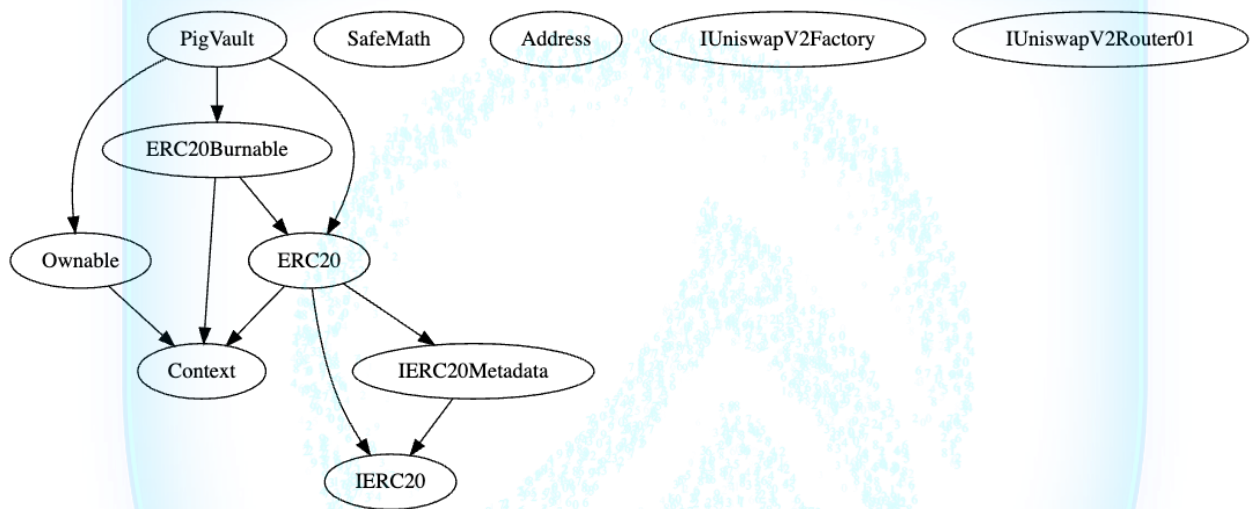 PigVault SafeMath Address IUniswapV2Factory IUniswapV2Router01
ERC20Burnable
Ownable ERC20
Context IERC20Metadata
IERC20